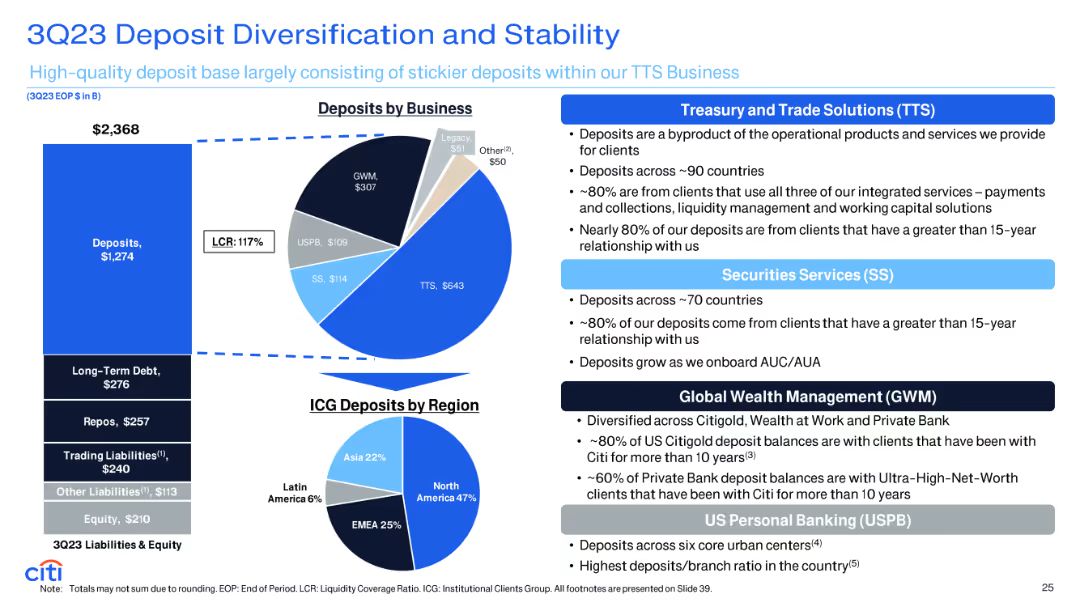 3Q23 Deposit Diversification and Stability
High-quality deposit base largely consisting of stickier deposits within our TTS Business
(3Q23 EOP $ in B)
$2,368
Deposits,
$1,274
Long-Term Debt,
$276
Repos, $257
Trading Liabilities(1),
$240
Other Liabilities(1), $113
Equity, $210
3Q23 Liabilities & Equity
LCR: 117%
Deposits by Business
Legacy,
$51
Other(2),
$50
GWM,
$307
USPB, $109
SS, $114
TTS, $643
ICG Deposits by Region
Asia 22%
Latin
America 6%
North
America 47%
EMEA 25%
Treasury and Trade Solutions (TTS)
• Deposits are a byproduct of the operational products and services we provide
for clients
• Deposits across ~90 countries
• ~80% are from clients that use all three of our integrated services – payments
and collections, liquidity management and working capital solutions
• Nearly 80% of our deposits are from clients that have a greater than 15-year
relationship with us
Securities Services (SS)
• Deposits across ~70 countries
• ~80% of our deposits come from clients that have a greater than 15-year
relationship with us
• Deposits grow as we onboard AUC/AUA
Global Wealth Management (GWM)
• Diversified across Citigold, Wealth at Work and Private Bank
• ~80% of US Citigold deposit balances are with clients that have been with
Citi for more than 10 years(3)
• ~60% of Private Bank deposit balances are with Ultra-High-Net-Worth
clients that have been with Citi for more than 10 years
US Personal Banking (USPB)
• Deposits across six core urban centers(4)
• Highest deposits/branch ratio in the country(5)
citi
Note: Totals may not sum due to rounding. EOP: End of Period. LCR: Liquidity Coverage Ratio. ICG: Institutional Clients Group. All footnotes are presented on Slide 39.
25